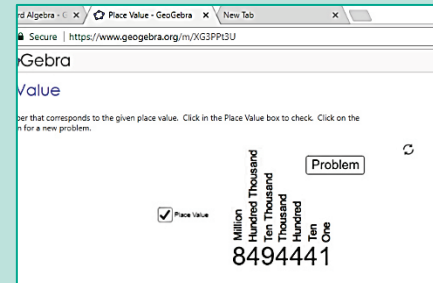 rd Algebra - G × Place Value - GeoGebra × New Tab ×
Secure | https://www.geogebra.org/m/XG3PPt3U
Gebra
Value
ber that corresponds to the given place value. Click in the Place Value box to check. Click on the
n for a new problem.
Problem
Place Value
Million
Hundred Thousand
Ten Thousand
Thousand
Hundred
Ten
One
8494441